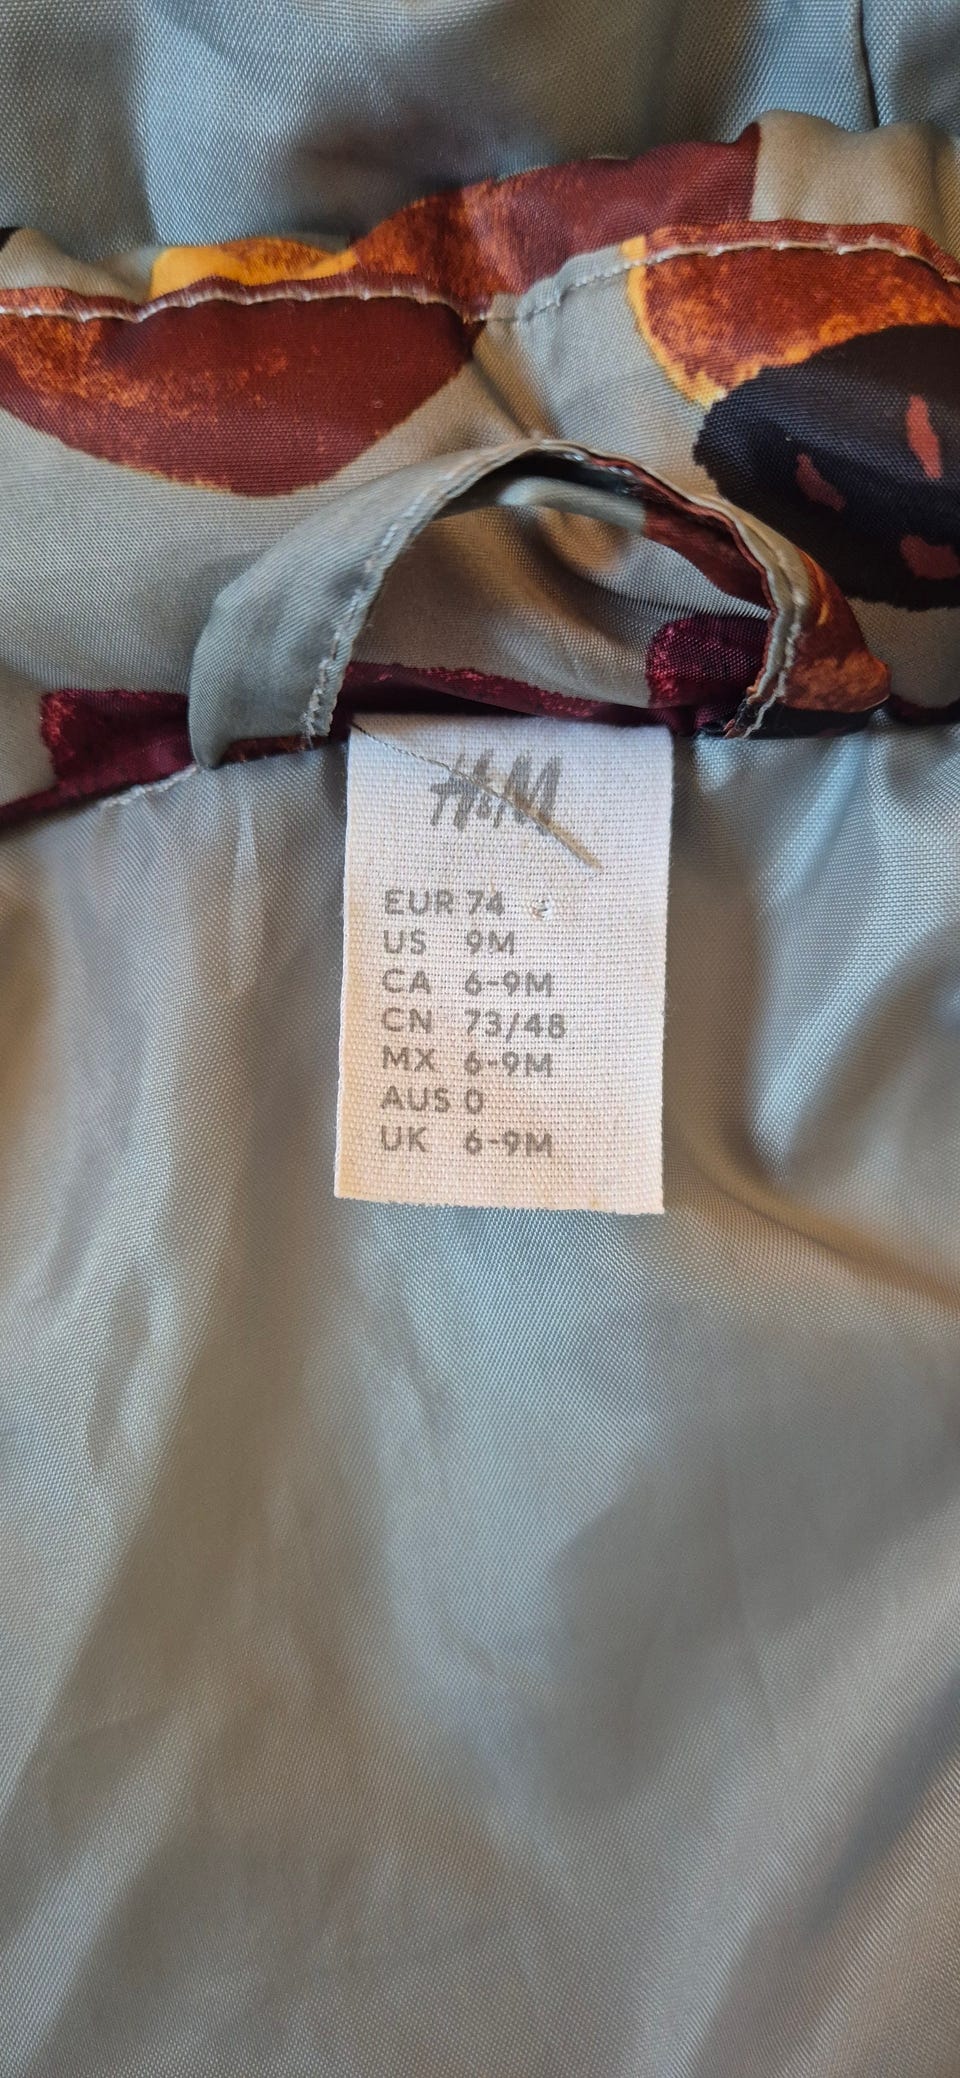 H&M
EUR 74
US 9M
CA 6-9M
CN 73/48
MX 6-9M
AUS 0
UK 6-9M